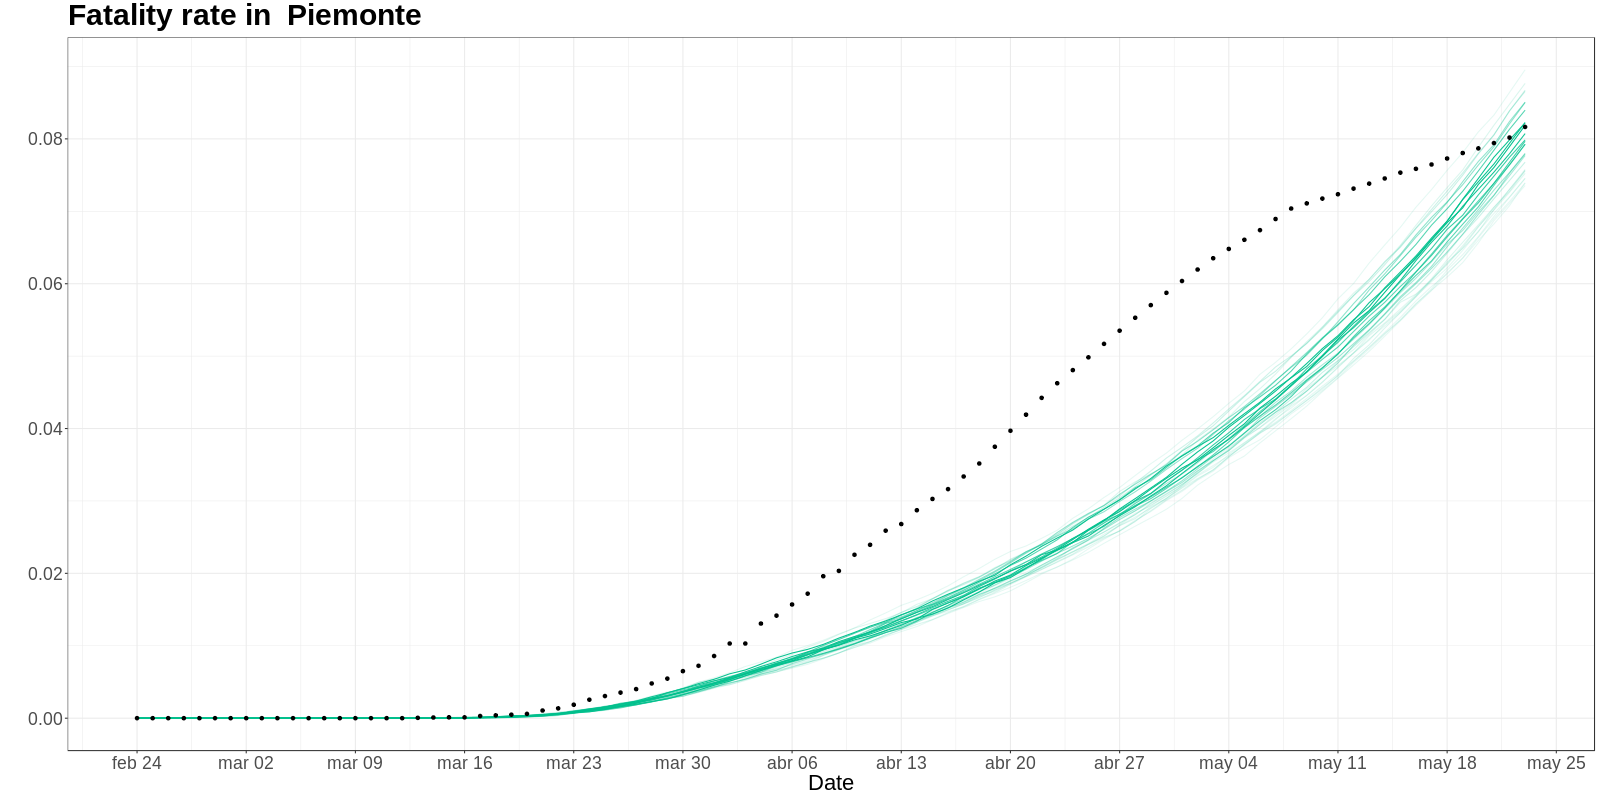 Fatality rate in  Piemonte
0.08
0.06
0.04
0.02
0.00
feb 24 mar 02 mar 09 mar 16 mar 23 mar 30 abr 06 abr 13 abr 20 abr 27 may 04 may 11 may 18 may 25
Date